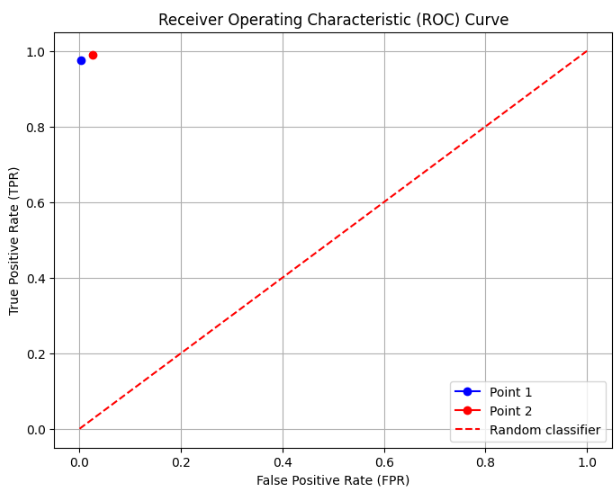 Receiver Operating Characteristic (ROC) Curve
1.0
0.8
0.6
0.4
0.2
0.0
True Positive Rate (TPR)
Point 1
Point 2
Random classifier
0.0 0.2 0.4 0.6 0.8 1.0
False Positive Rate (FPR)